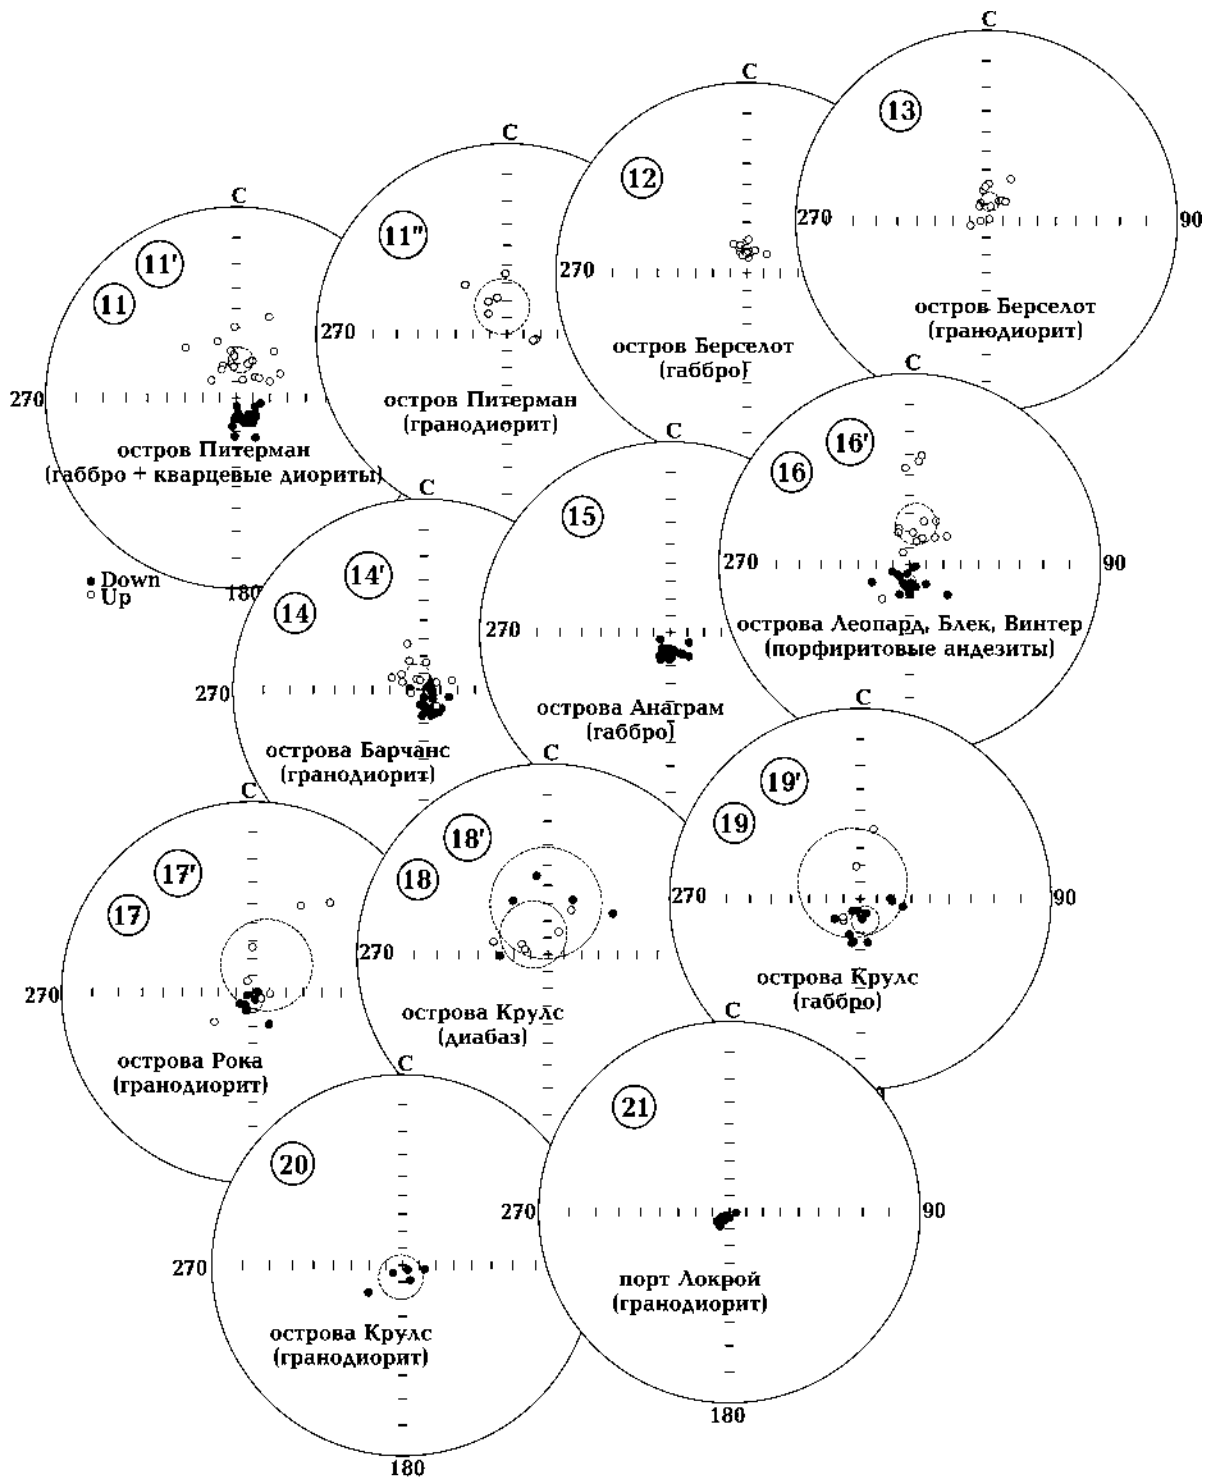 С
13
270
90
остров Берселот
(гранодиорит)
С
12
270
остров Берселот
(габбро)
С
11"
270
остров Питерман
(гранодиорит)
С
11'
11
270
остров Питерман
(габбро + кварцевые диориты)
180
Down
Up
С
16'
16
270
90
острова Леопард, Блек, Винтер
(порфиритовые андезиты)
С
15
270
острова Анаграм
(габбро)
С
14'
14
270
острова Барчанс
(гранодиорит)
С
19'
19
270
90
острова Крулс
(габбро)
С
18'
18
270
острова Крулс
(диабаз)
С
17'
17
270
острова Рока
(гранодиорит)
С
21
270
90
порт Локрой
(гранодиорит)
180
С
20
270
острова Крулс
(гранодиорит)
180